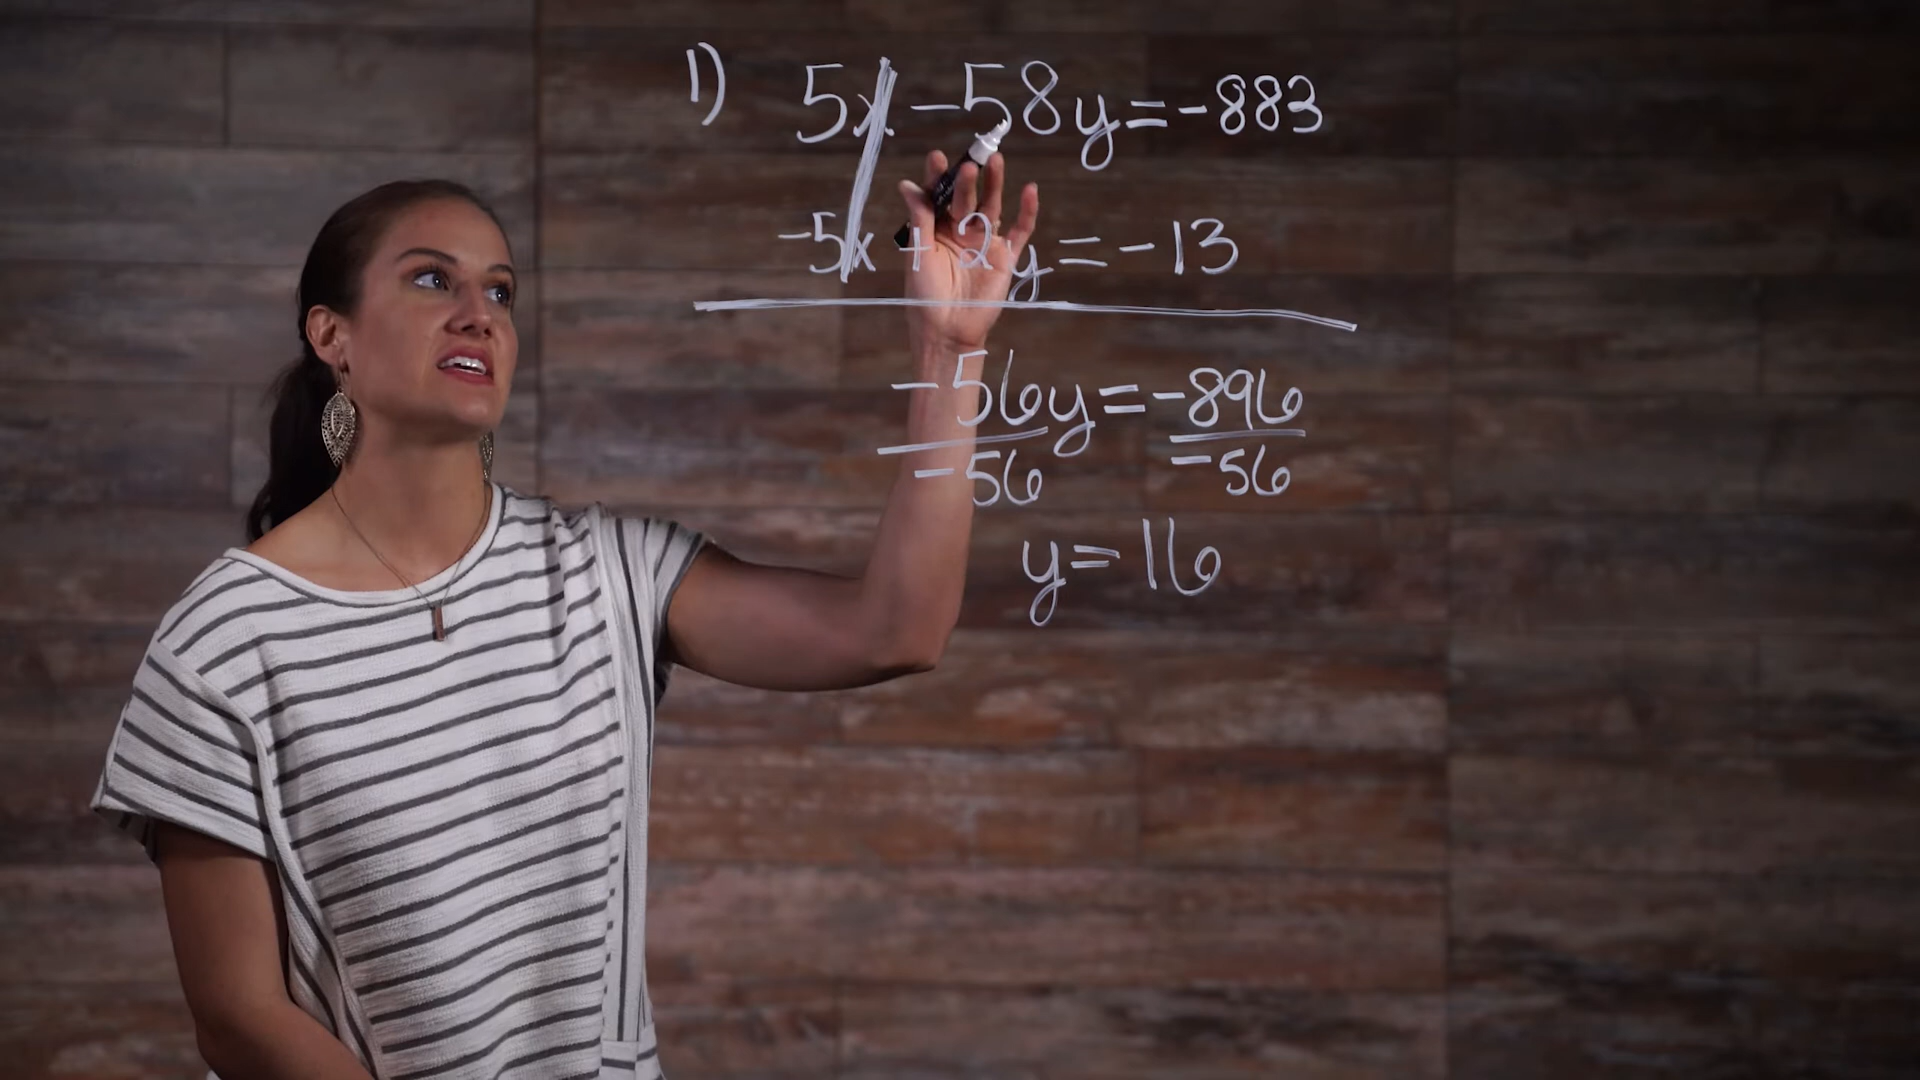 1) 5x -58y = -883
-5x + 2y = -13
-56y = -896
-56 -56
y = 16